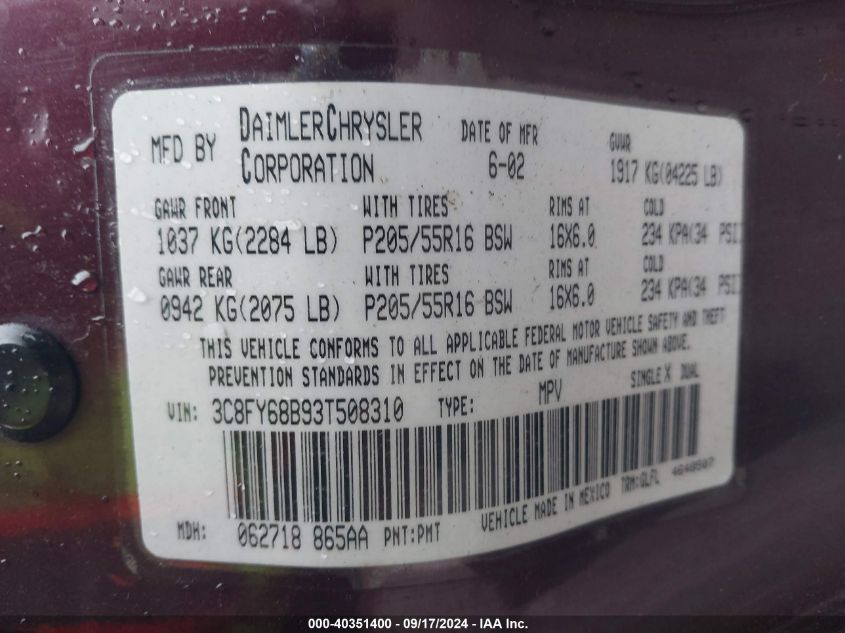 MFD BY DAIMLERCHRYSLER CORPORATION DATE OF MFR 6-02 GVWR 1917 KG(04225 LB)
GAWR FRONT WITH TIRES RIMS AT COLD
1037 KG(2284 LB) P205/55R16 BSW 16X6.0 234 KPA(34 PSI
GAWR REAR WITH TIRES RIMS AT COLD
0942 KG(2075 LB) P205/55R16 BSW 16X6.0 234 KPA(34 PSI
THIS VEHICLE CONFORMS TO ALL APPLICABLE FEDERAL MOTOR VEHICLE SAFETY AND THEFT
PREVENTION STANDARDS IN EFFECT ON THE DATE OF MANUFACTURE SHOWN ABOVE.
VIN: 3C8FY68B93T508310 TYPE: MPV SINGLE X DUAL
MDH: 062718 865AA PNT:PMT VEHICLE MADE IN MEXICO TRM:GLFL 4648507
000-40351400 - 09/17/2024 - IAA Inc.